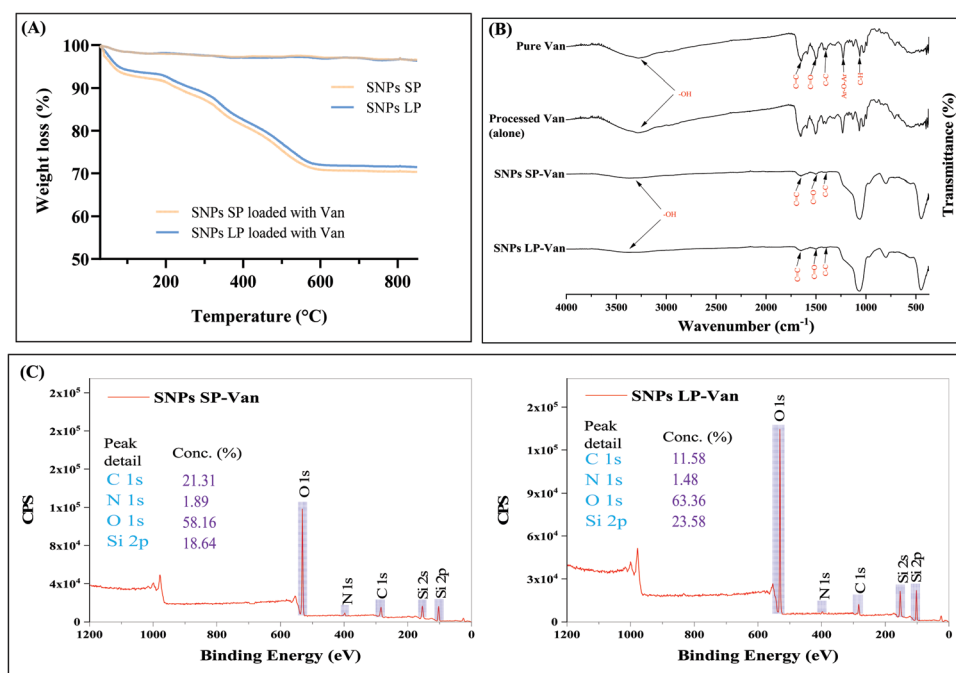 (A)
100
90
80
70
60
50
Weight loss (%)
SNPs SP
SNPs LP
SNPs SP loaded with Van
SNPs LP loaded with Van
0
200
400
600
800
Temperature (°C)
(B)
Pure Van
Processed Van
(alone)
SNPs SP-Van
SNPs LP-Van
-OH
C=C
C=O
C-C
Ar-O-Ar
C-H
-OH
C=C
C=O
C-C
C=C
C=O
C-C
Transmittance (%)
4000 3500 3000 2500 2000 1500 1000 500
Wavenumber (cm⁻¹)
(C)
SNPs SP-Van
2x10⁵
2x10⁵
2x10⁵
1x10⁵
8x10⁴
4x10⁴
0
CPS
Peak detail Conc. (%)
C 1s 21.31
N 1s 1.89
O 1s 58.16
Si 2p 18.64
O 1s
N 1s
C 1s
Si 2s
Si 2p
1200 1000 800 600 400 200 0
Binding Energy (eV)
SNPs LP-Van
2x10⁵
1x10⁵
9x10⁴
6x10⁴
3x10⁴
0
CPS
Peak detail Conc. (%)
C 1s 11.58
N 1s 1.48
O 1s 63.36
Si 2p 23.58
O 1s
N 1s
C 1s
Si 2s
Si 2p
1200 1000 800 600 400 200 0
Binding Energy (eV)